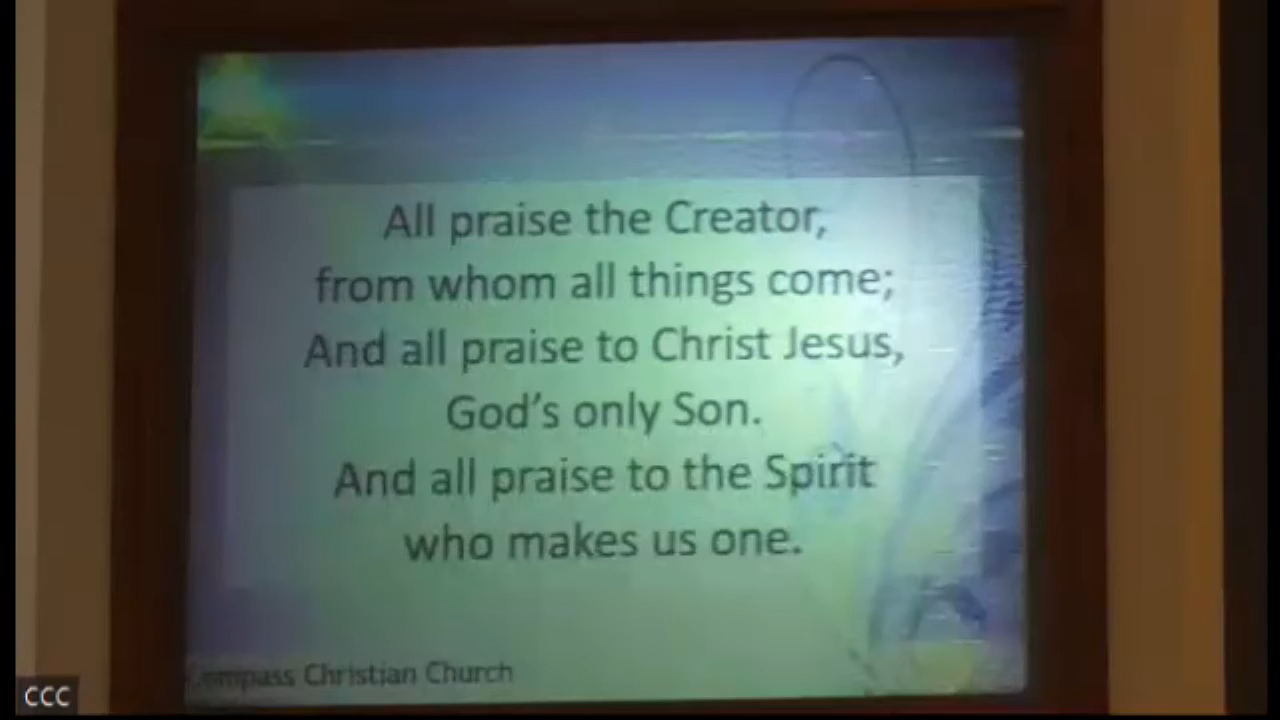 All praise the Creator,
from whom all things come;
And all praise to Christ Jesus,
God's only Son.
And all praise to the Spirit
who makes us one.
Compass Christian Church
CCC